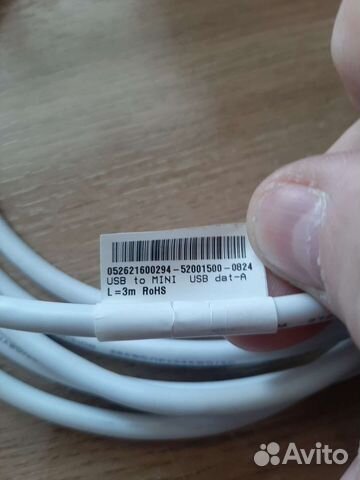 052621600294-52001500-0824
USB to MINI USB dat-A
L=3m RoHS
Avito